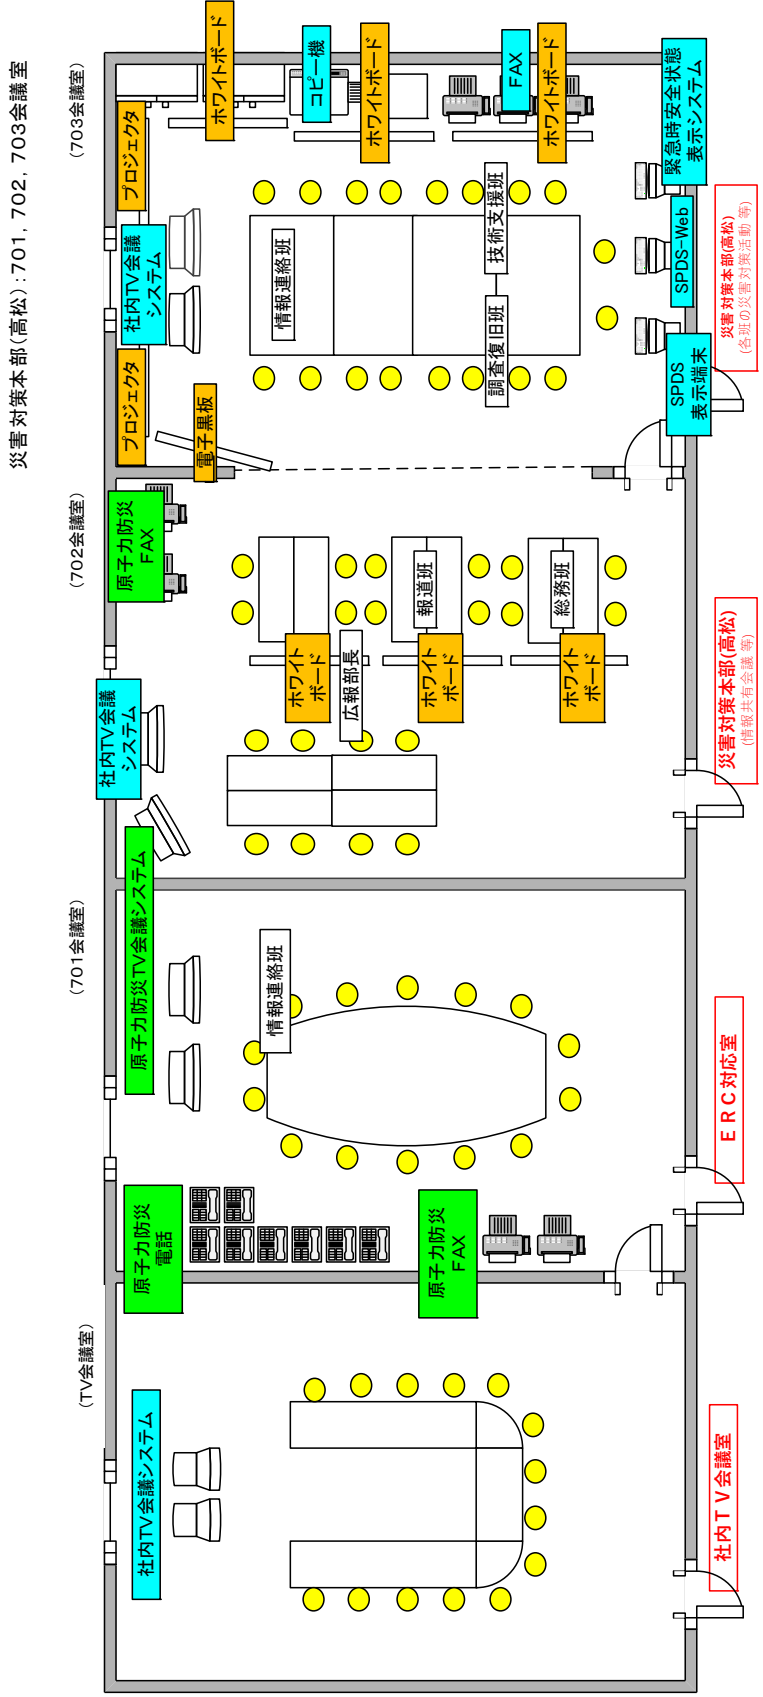 災害対策本部(高松):701, 702, 703会議室
(703会議室)
ホワイトボード
コピー機
ホワイトボード
FAX
ホワイトボード
緊急時安全状態
表示システム
プロジェクタ
社内TV会議
システム
プロジェクタ
電子黒板
情報連絡班
技術支援班
調査復旧班
SPDS-Web
SPDS
表示端末
災害対策本部(高松)
(各班の災害対策活動 等)
(702会議室)
原子力防災
FAX
報道班
総務班
ホワイト
ボード
広報部長
ホワイト
ボード
ホワイト
ボード
社内TV会議
システム
災害対策本部(高松)
(情報共有会議 等)
(701会議室)
原子力防災TV会議システム
情報連絡班
ERC対応室
原子力防災
電話
原子力防災
FAX
(TV会議室)
社内TV会議システム
社内TV会議室